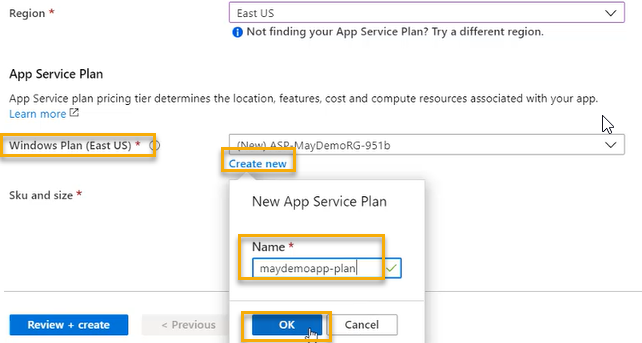 Region *
East US
Not finding your App Service Plan? Try a different region.
App Service Plan
App Service plan pricing tier determines the location, features, cost and compute resources associated with your app.
Learn more
Windows Plan (East US) *
(New) ASP-MayDemoRG-951b
Create new
Sku and size *
New App Service Plan
Name *
maydemoapp-plan
Review + create
< Previous
OK
Cancel